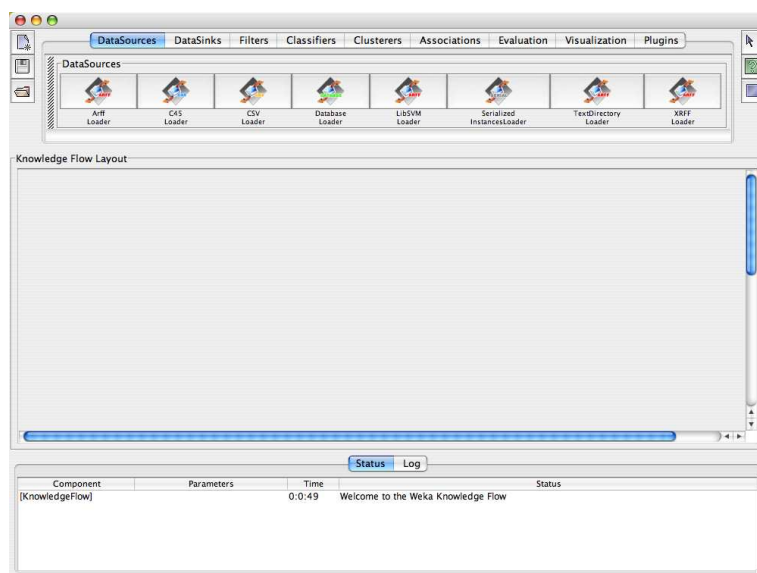 DataSources DataSinks Filters Classifiers Clusterers Associations Evaluation Visualization Plugins
DataSources
Arff Loader
C45 Loader
CSV Loader
Database Loader
LibSVM Loader
Serialized InstancesLoader
TextDirectory Loader
XRFF Loader
Knowledge Flow Layout
Status Log
Component Parameters Time Status
[KnowledgeFlow] 0:0:49 Welcome to the Weka Knowledge Flow